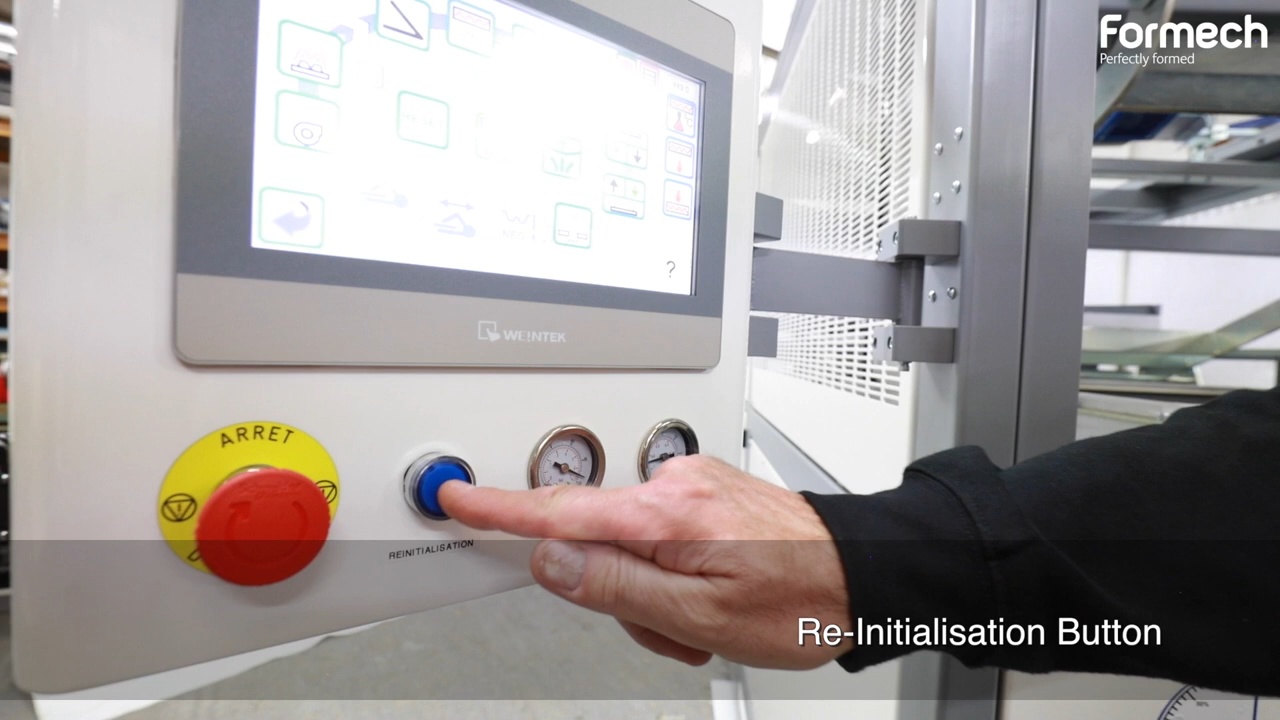 Formech
Perfectly formed
?
WEINTEK
ARRET
REINITIALISATION
Re-Initialisation Button